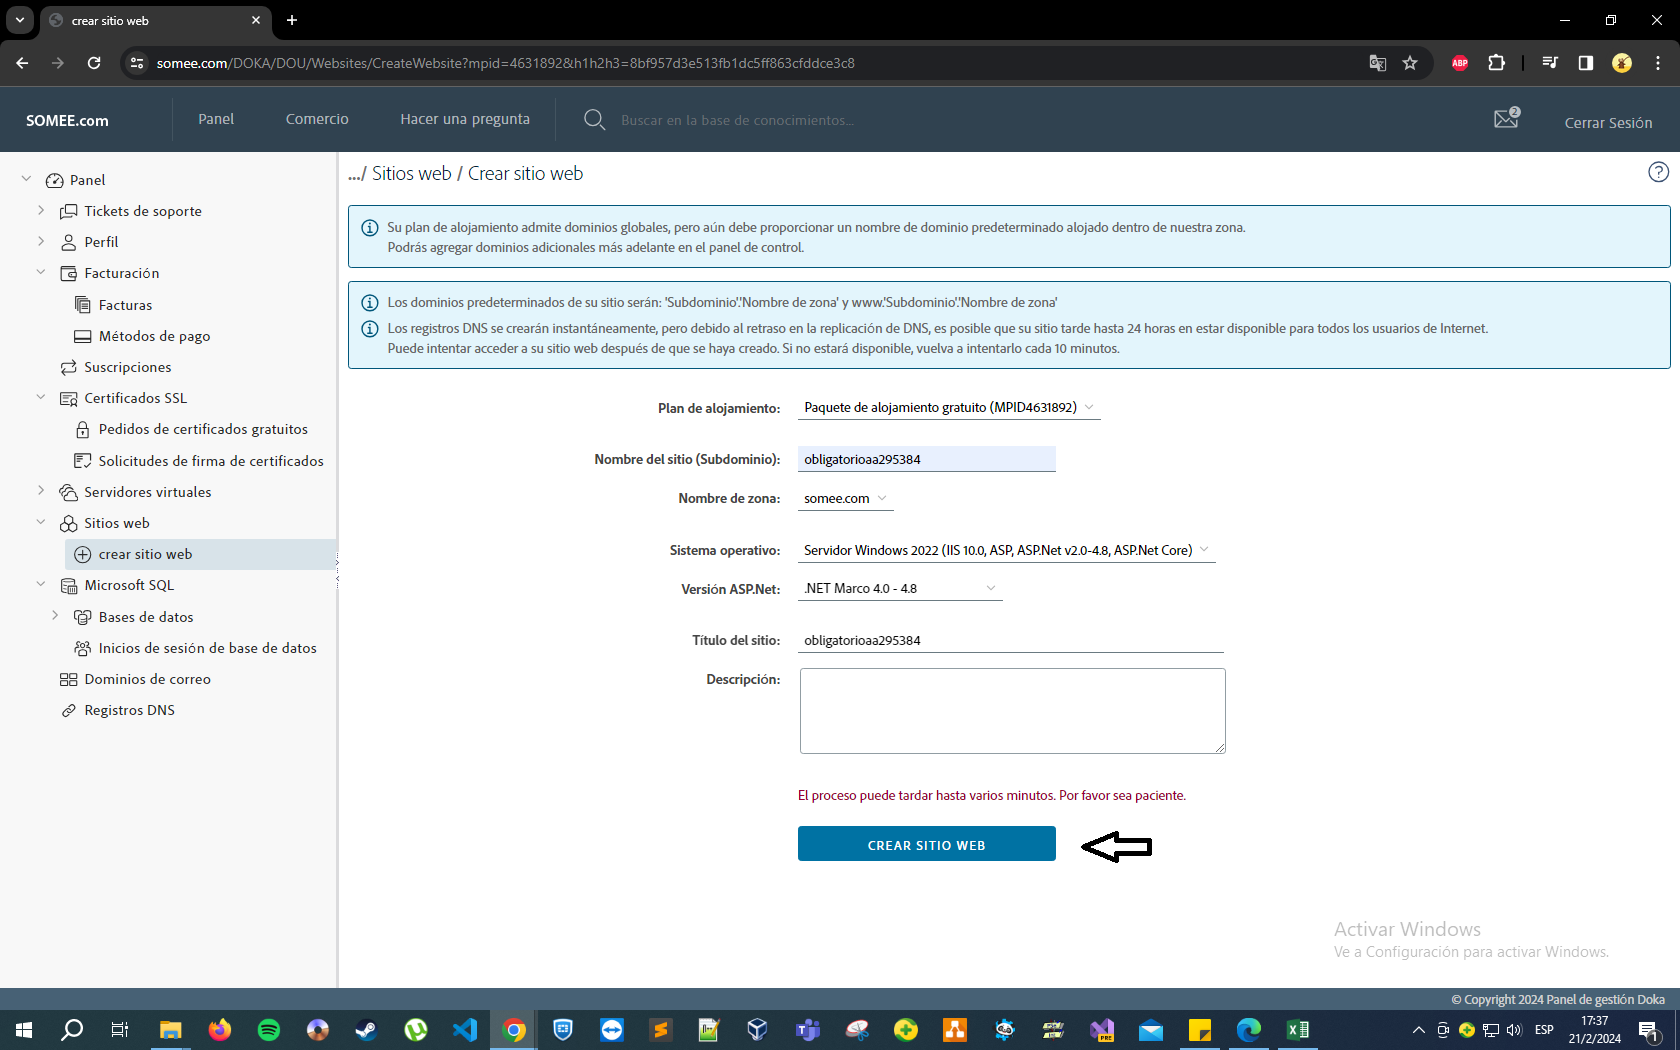 crear sitio web
somee.com/DOKA/DOU/Websites/CreateWebsite?mpid=4631892&h1h2h3=8bf957d3e513fb1dc5ff863cfddce3c8
ABP
SOMEE.com
Panel
Comercio
Hacer una pregunta
Buscar en la base de conocimientos...
2
Cerrar Sesión
Panel
Tickets de soporte
Perfil
Facturación
Facturas
Métodos de pago
Suscripciones
Certificados SSL
Pedidos de certificados gratuitos
Solicitudes de firma de certificados
Servidores virtuales
Sitios web
crear sitio web
Microsoft SQL
Bases de datos
Inicios de sesión de base de datos
Dominios de correo
Registros DNS
.../ Sitios web / Crear sitio web
Su plan de alojamiento admite dominios globales, pero aún debe proporcionar un nombre de dominio predeterminado alojado dentro de nuestra zona.
Podrás agregar dominios adicionales más adelante en el panel de control.
Los dominios predeterminados de su sitio serán: 'Subdominio'.'Nombre de zona' y www.'Subdominio'.'Nombre de zona'
Los registros DNS se crearán instantáneamente, pero debido al retraso en la replicación de DNS, es posible que su sitio tarde hasta 24 horas en estar disponible para todos los usuarios de Internet.
Puede intentar acceder a su sitio web después de que se haya creado. Si no estará disponible, vuelva a intentarlo cada 10 minutos.
Plan de alojamiento: Paquete de alojamiento gratuito (MPID4631892)
Nombre del sitio (Subdominio): obligatorioaa295384
Nombre de zona: somee.com
Sistema operativo: Servidor Windows 2022 (IIS 10.0, ASP, ASP.Net v2.0-4.8, ASP.Net Core)
Versión ASP.Net: .NET Marco 4.0 - 4.8
Título del sitio: obligatorioaa295384
Descripción:
El proceso puede tardar hasta varios minutos. Por favor sea paciente.
CREAR SITIO WEB
Activar Windows
Ve a Configuración para activar Windows.
© Copyright 2024 Panel de gestión Doka
PRE
ESP
17:37
21/2/2024
1